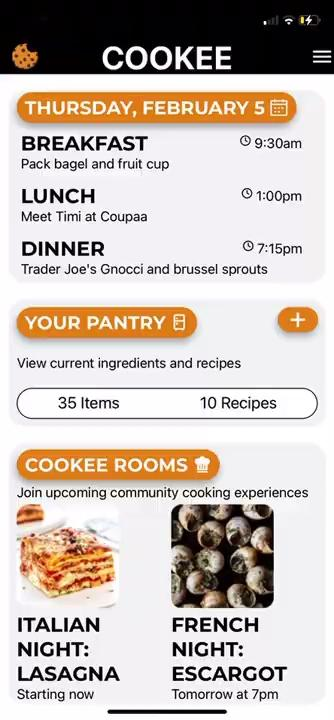 COOKEE
THURSDAY, FEBRUARY 5
BREAKFAST
9:30am
Pack bagel and fruit cup
LUNCH
1:00pm
Meet Timi at Coupaa
DINNER
7:15pm
Trader Joe's Gnocci and brussel sprouts
YOUR PANTRY
+
View current ingredients and recipes
35 Items
10 Recipes
COOKEE ROOMS
Join upcoming community cooking experiences
ITALIAN
NIGHT:
LASAGNA
Starting now
FRENCH
NIGHT:
ESCARGOT
Tomorrow at 7pm